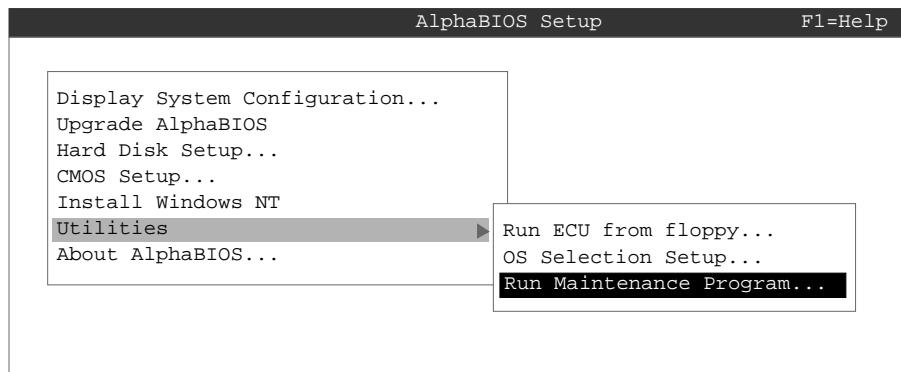 AlphaBIOS Setup F1=Help
Display System Configuration...
Upgrade AlphaBIOS
Hard Disk Setup...
CMOS Setup...
Install Windows NT
Utilities
About AlphaBIOS...
Run ECU from floppy...
OS Selection Setup...
Run Maintenance Program...